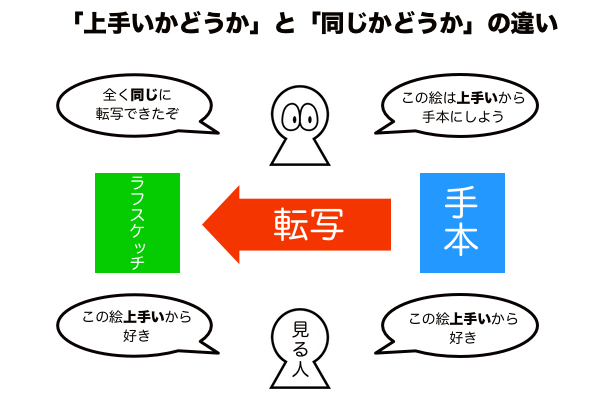 「上手いかどうか」と「同じかどうか」の違い
全く同じに
転写できたぞ
この絵は上手いから
手本にしよう
ラフスケッチ
転写
手本
この絵上手いから
好き
見る人
この絵上手いから
好き